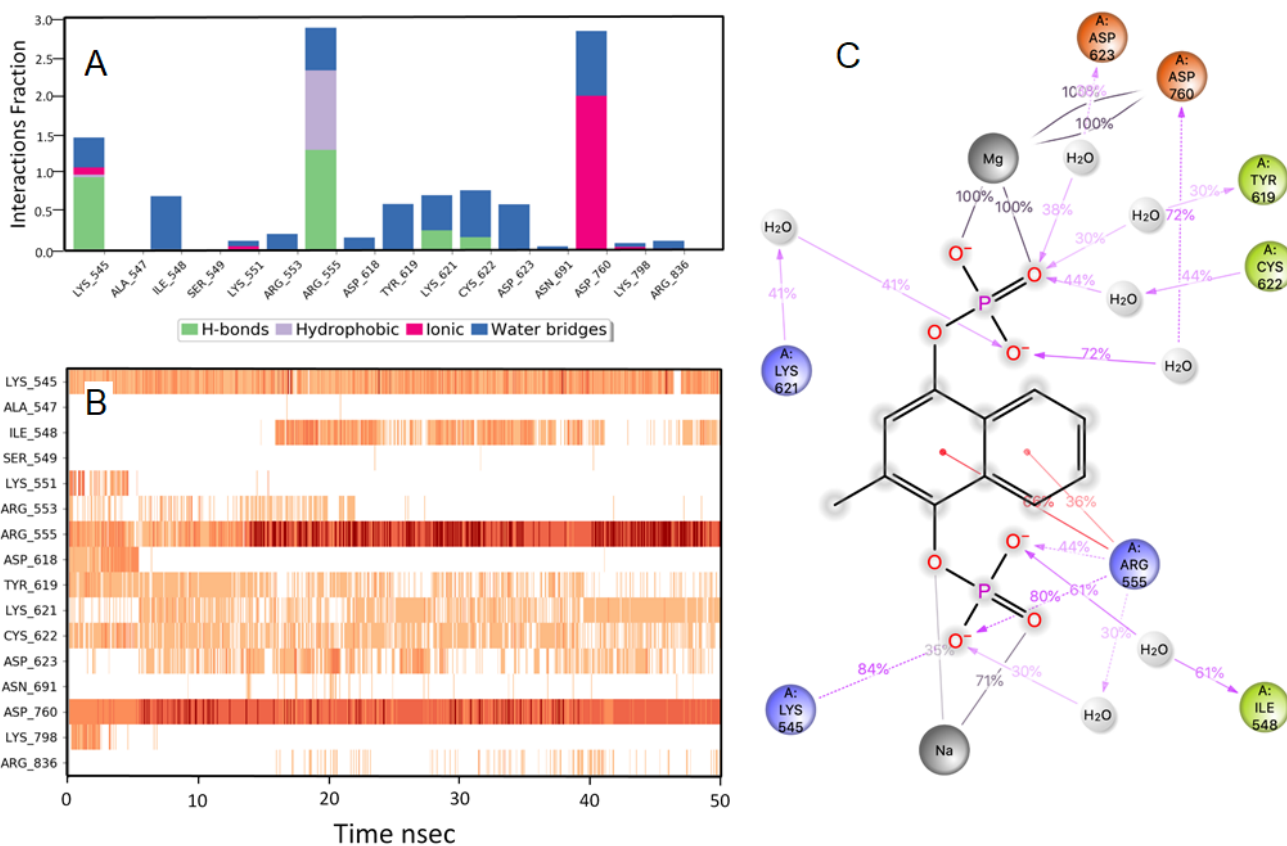 A
Interactions Fraction
3.0
2.5
2.0
1.5
1.0
0.5
0.0
LYS_545
ALA_547
ILE_548
SER_549
LYS_551
ARG_553
ARG_555
ASP_618
TYR_619
LYS_621
CYS_622
ASP_623
ASN_691
ASP_760
LYS_798
ARG_836
H-bonds
Hydrophobic
Ionic
Water bridges
B
LYS_545
ALA_547
ILE_548
SER_549
LYS_551
ARG_553
ARG_555
ASP_618
TYR_619
LYS_621
CYS_622
ASP_623
ASN_691
ASP_760
LYS_798
ARG_836
0
10
20
30
40
50
Time nsec
C
A:
ASP
623
A:
ASP
760
100%
100%
Mg
H₂O
A:
TYR
619
30%
100%
100%
38%
H₂O
72%
H₂O
30%
O⁻
O
A:
CYS
622
44%
44%
H₂O
41%
41%
P
O
O⁻
72%
H₂O
A:
LYS
621
66%
36%
O⁻
44%
A:
ARG
555
O
P
80%
61%
O
O⁻
30%
H₂O
84%
35%
30%
71%
61%
A:
LYS
545
H₂O
A:
ILE
548
Na